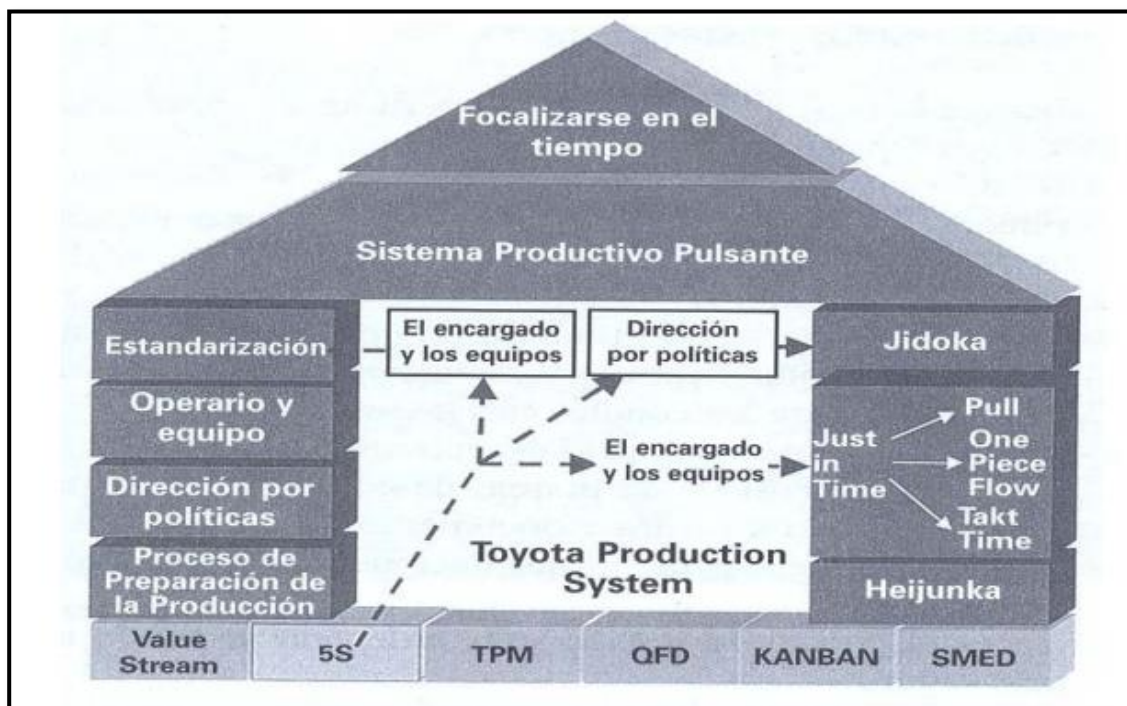 Focalizarse en el
tiempo
Sistema Productivo Pulsante
Estandarización
El encargado
y los equipos
Dirección
por políticas
Jidoka
Operario y
equipo
Dirección por
políticas
Proceso de
Preparación de
la Producción
El encargado
y los equipos
Just
in
Time
Pull
One
Piece
Flow
Takt
Time
Toyota Production
System
Heijunka
Value
Stream
5S
TPM
QFD
KANBAN
SMED